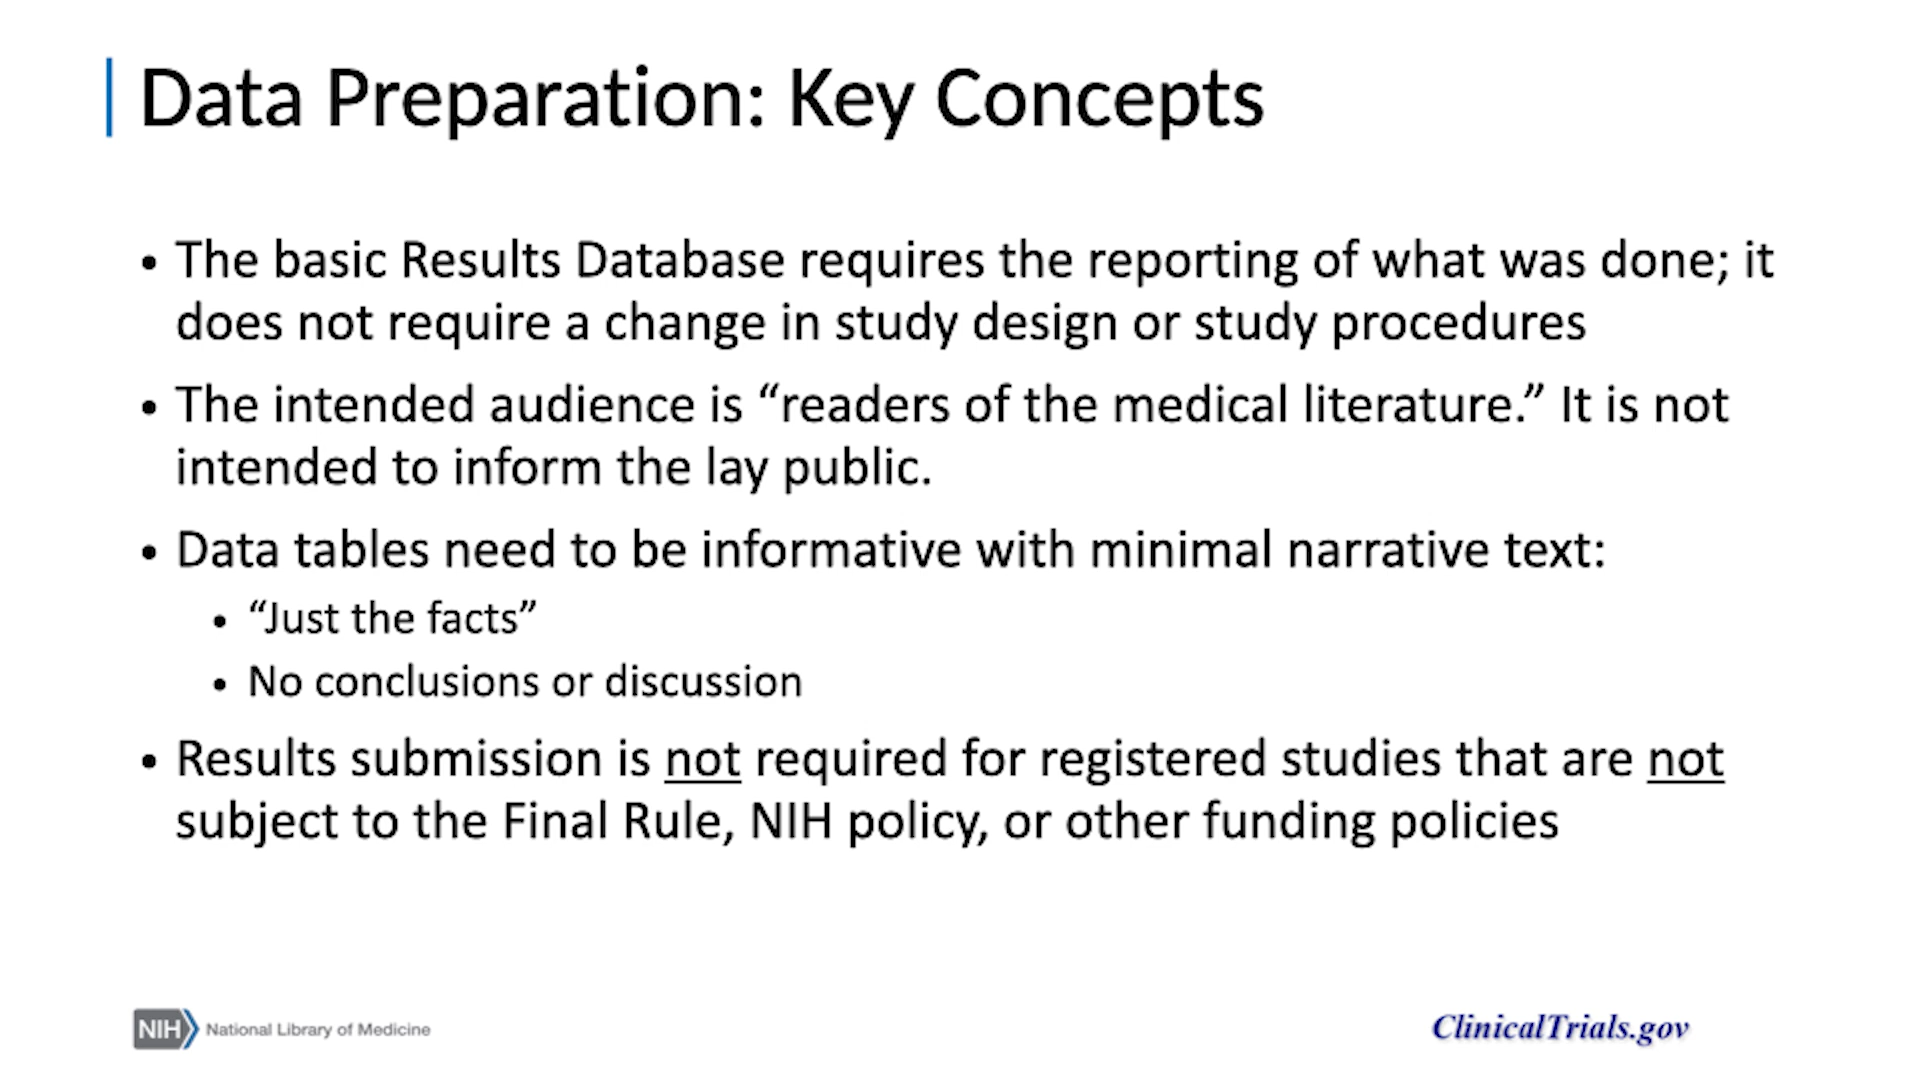 Data Preparation: Key Concepts
• The basic Results Database requires the reporting of what was done; it
does not require a change in study design or study procedures
• The intended audience is “readers of the medical literature.” It is not
intended to inform the lay public.
• Data tables need to be informative with minimal narrative text:
• “Just the facts”
• No conclusions or discussion
• Results submission is not required for registered studies that are not
subject to the Final Rule, NIH policy, or other funding policies
NIH National Library of Medicine
ClinicalTrials.gov